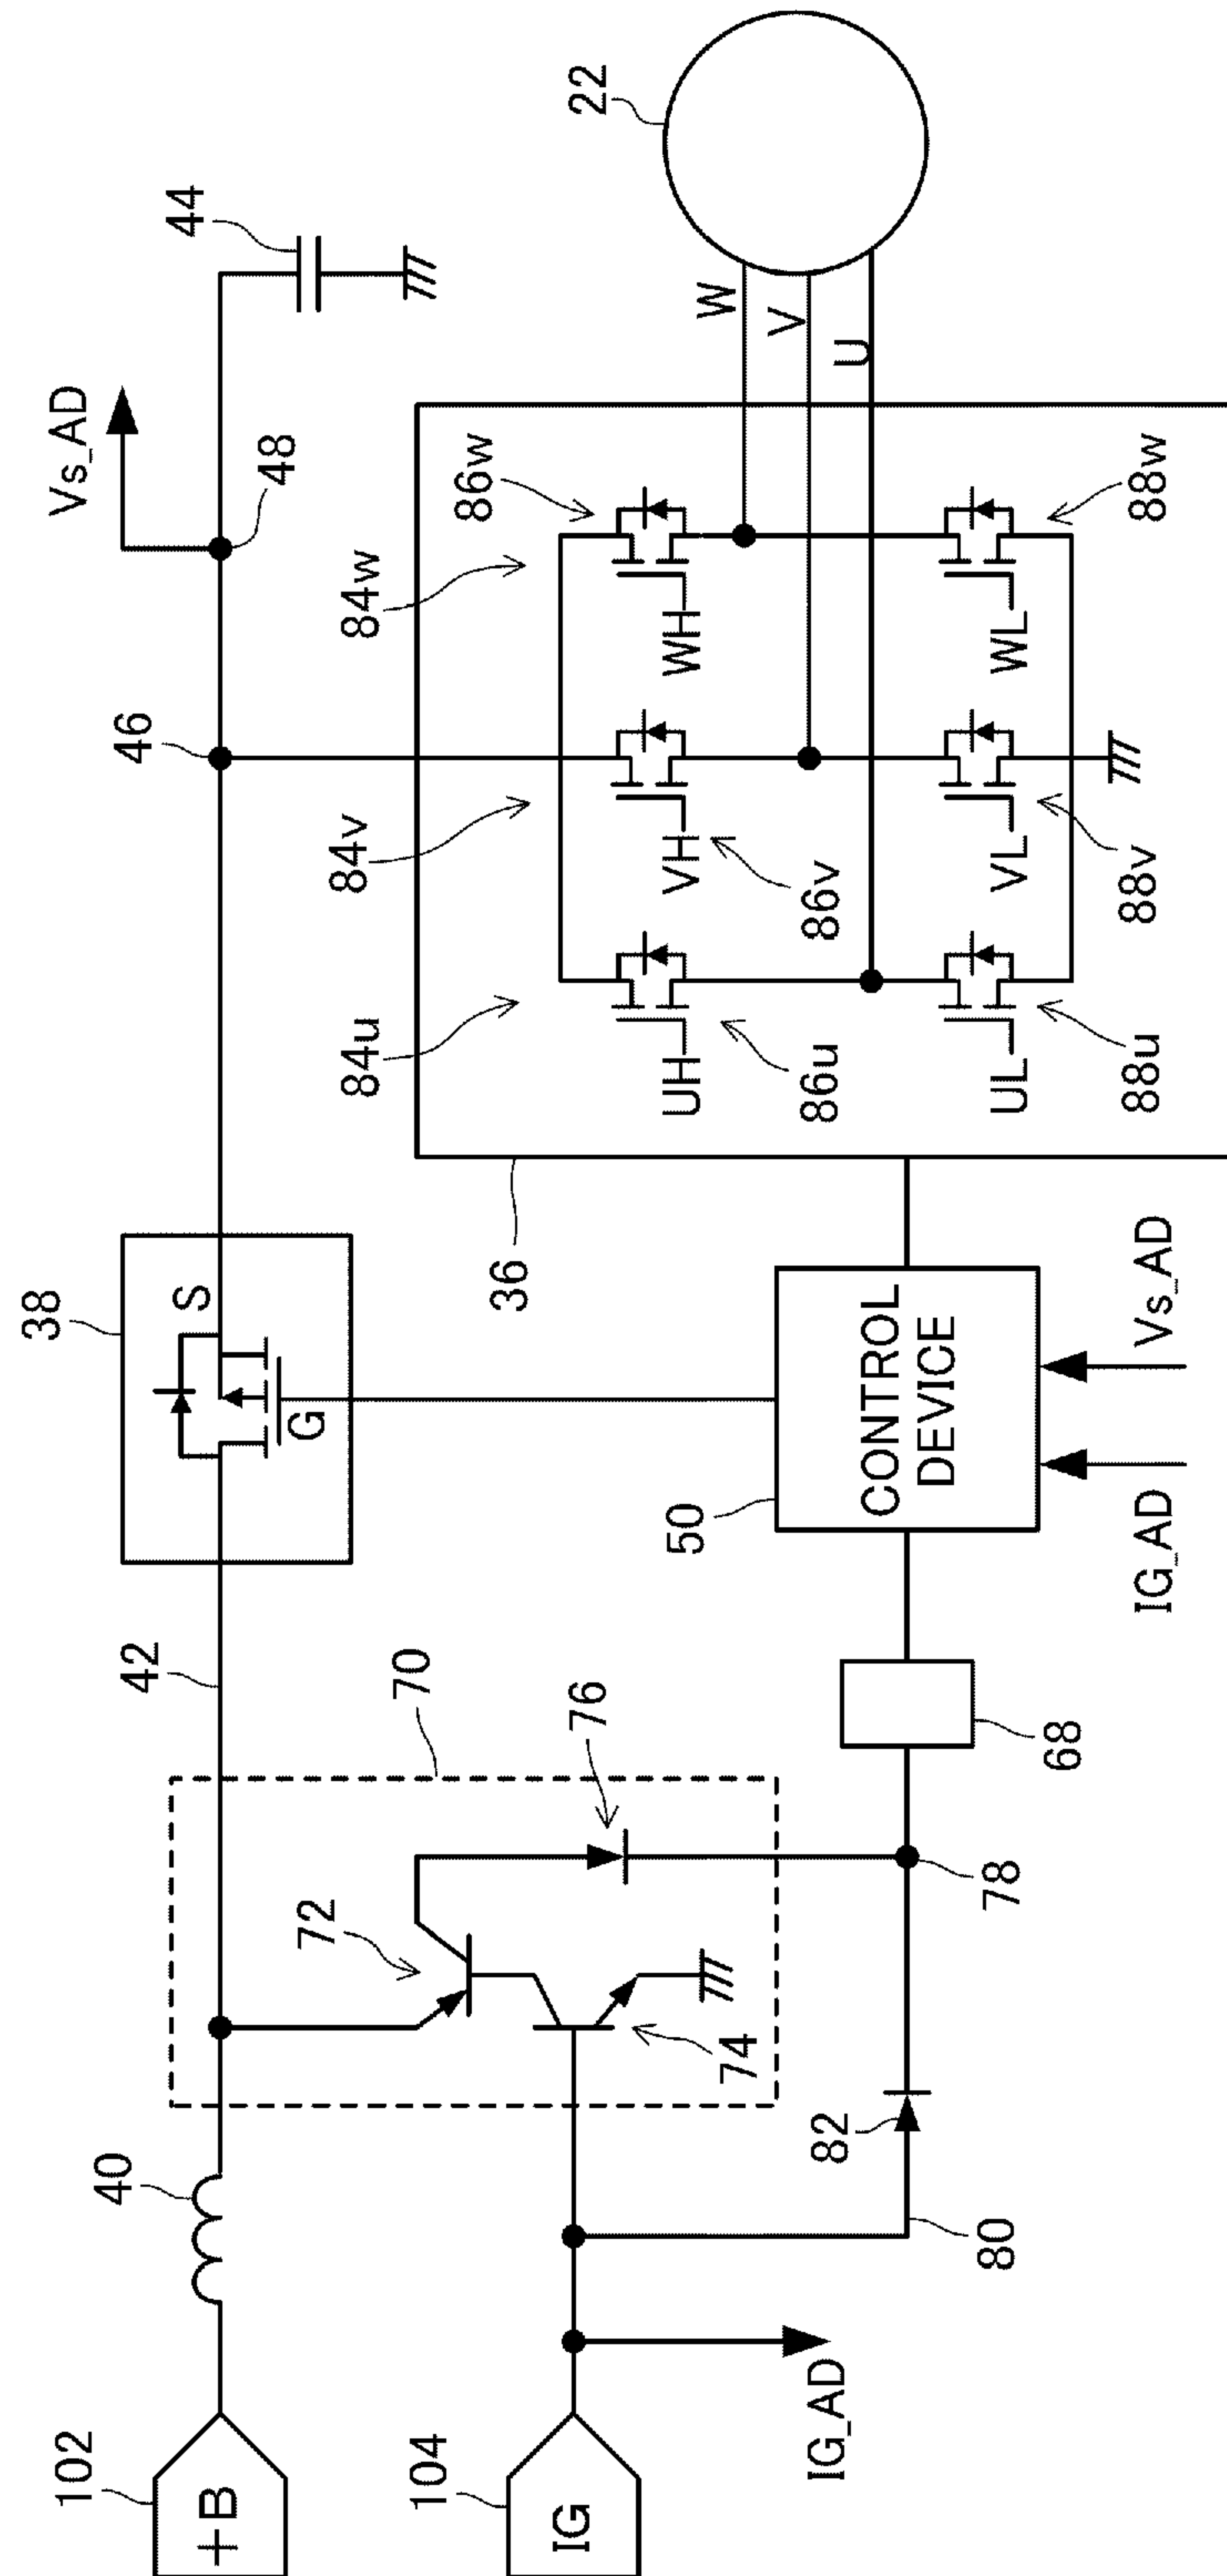 102
+B
40
42
38
S
G
46
48
Vs_AD
44
22
70
72
76
74
104
IG
IG_AD
80
82
78
68
50
CONTROL
DEVICE
IG_AD
Vs_AD
36
84u
84v
84w
86w
UH
86u
VH
86v
WH
W
V
U
UL
88u
VL
88v
WL
88w